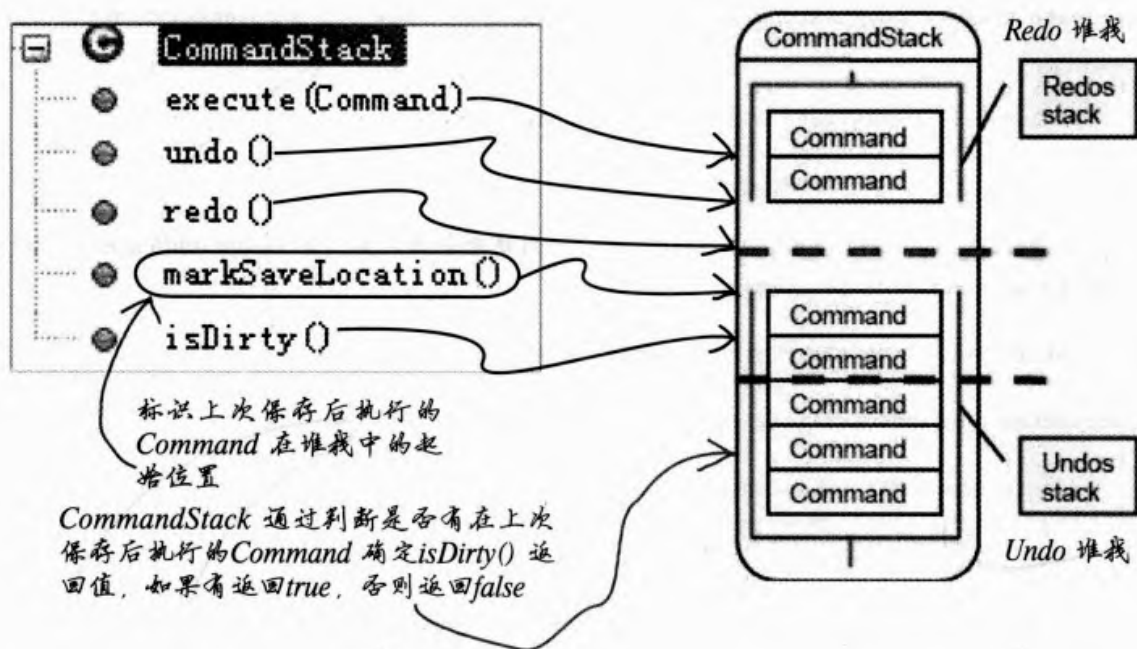 CommandStack
execute(Command)
undo()
redo()
markSaveLocation()
isDirty()
标识上次保存后执行的
Command 在堆栈中的起
始位置
CommandStack 通过判断是否有在上次
保存后执行的Command 确定isDirty() 返
回值，如果有返回true，否则返回false
CommandStack
Command
Command
Command
Command
Command
Command
Command
Redo 堆栈
Redos
stack
Undos
stack
Undo 堆栈